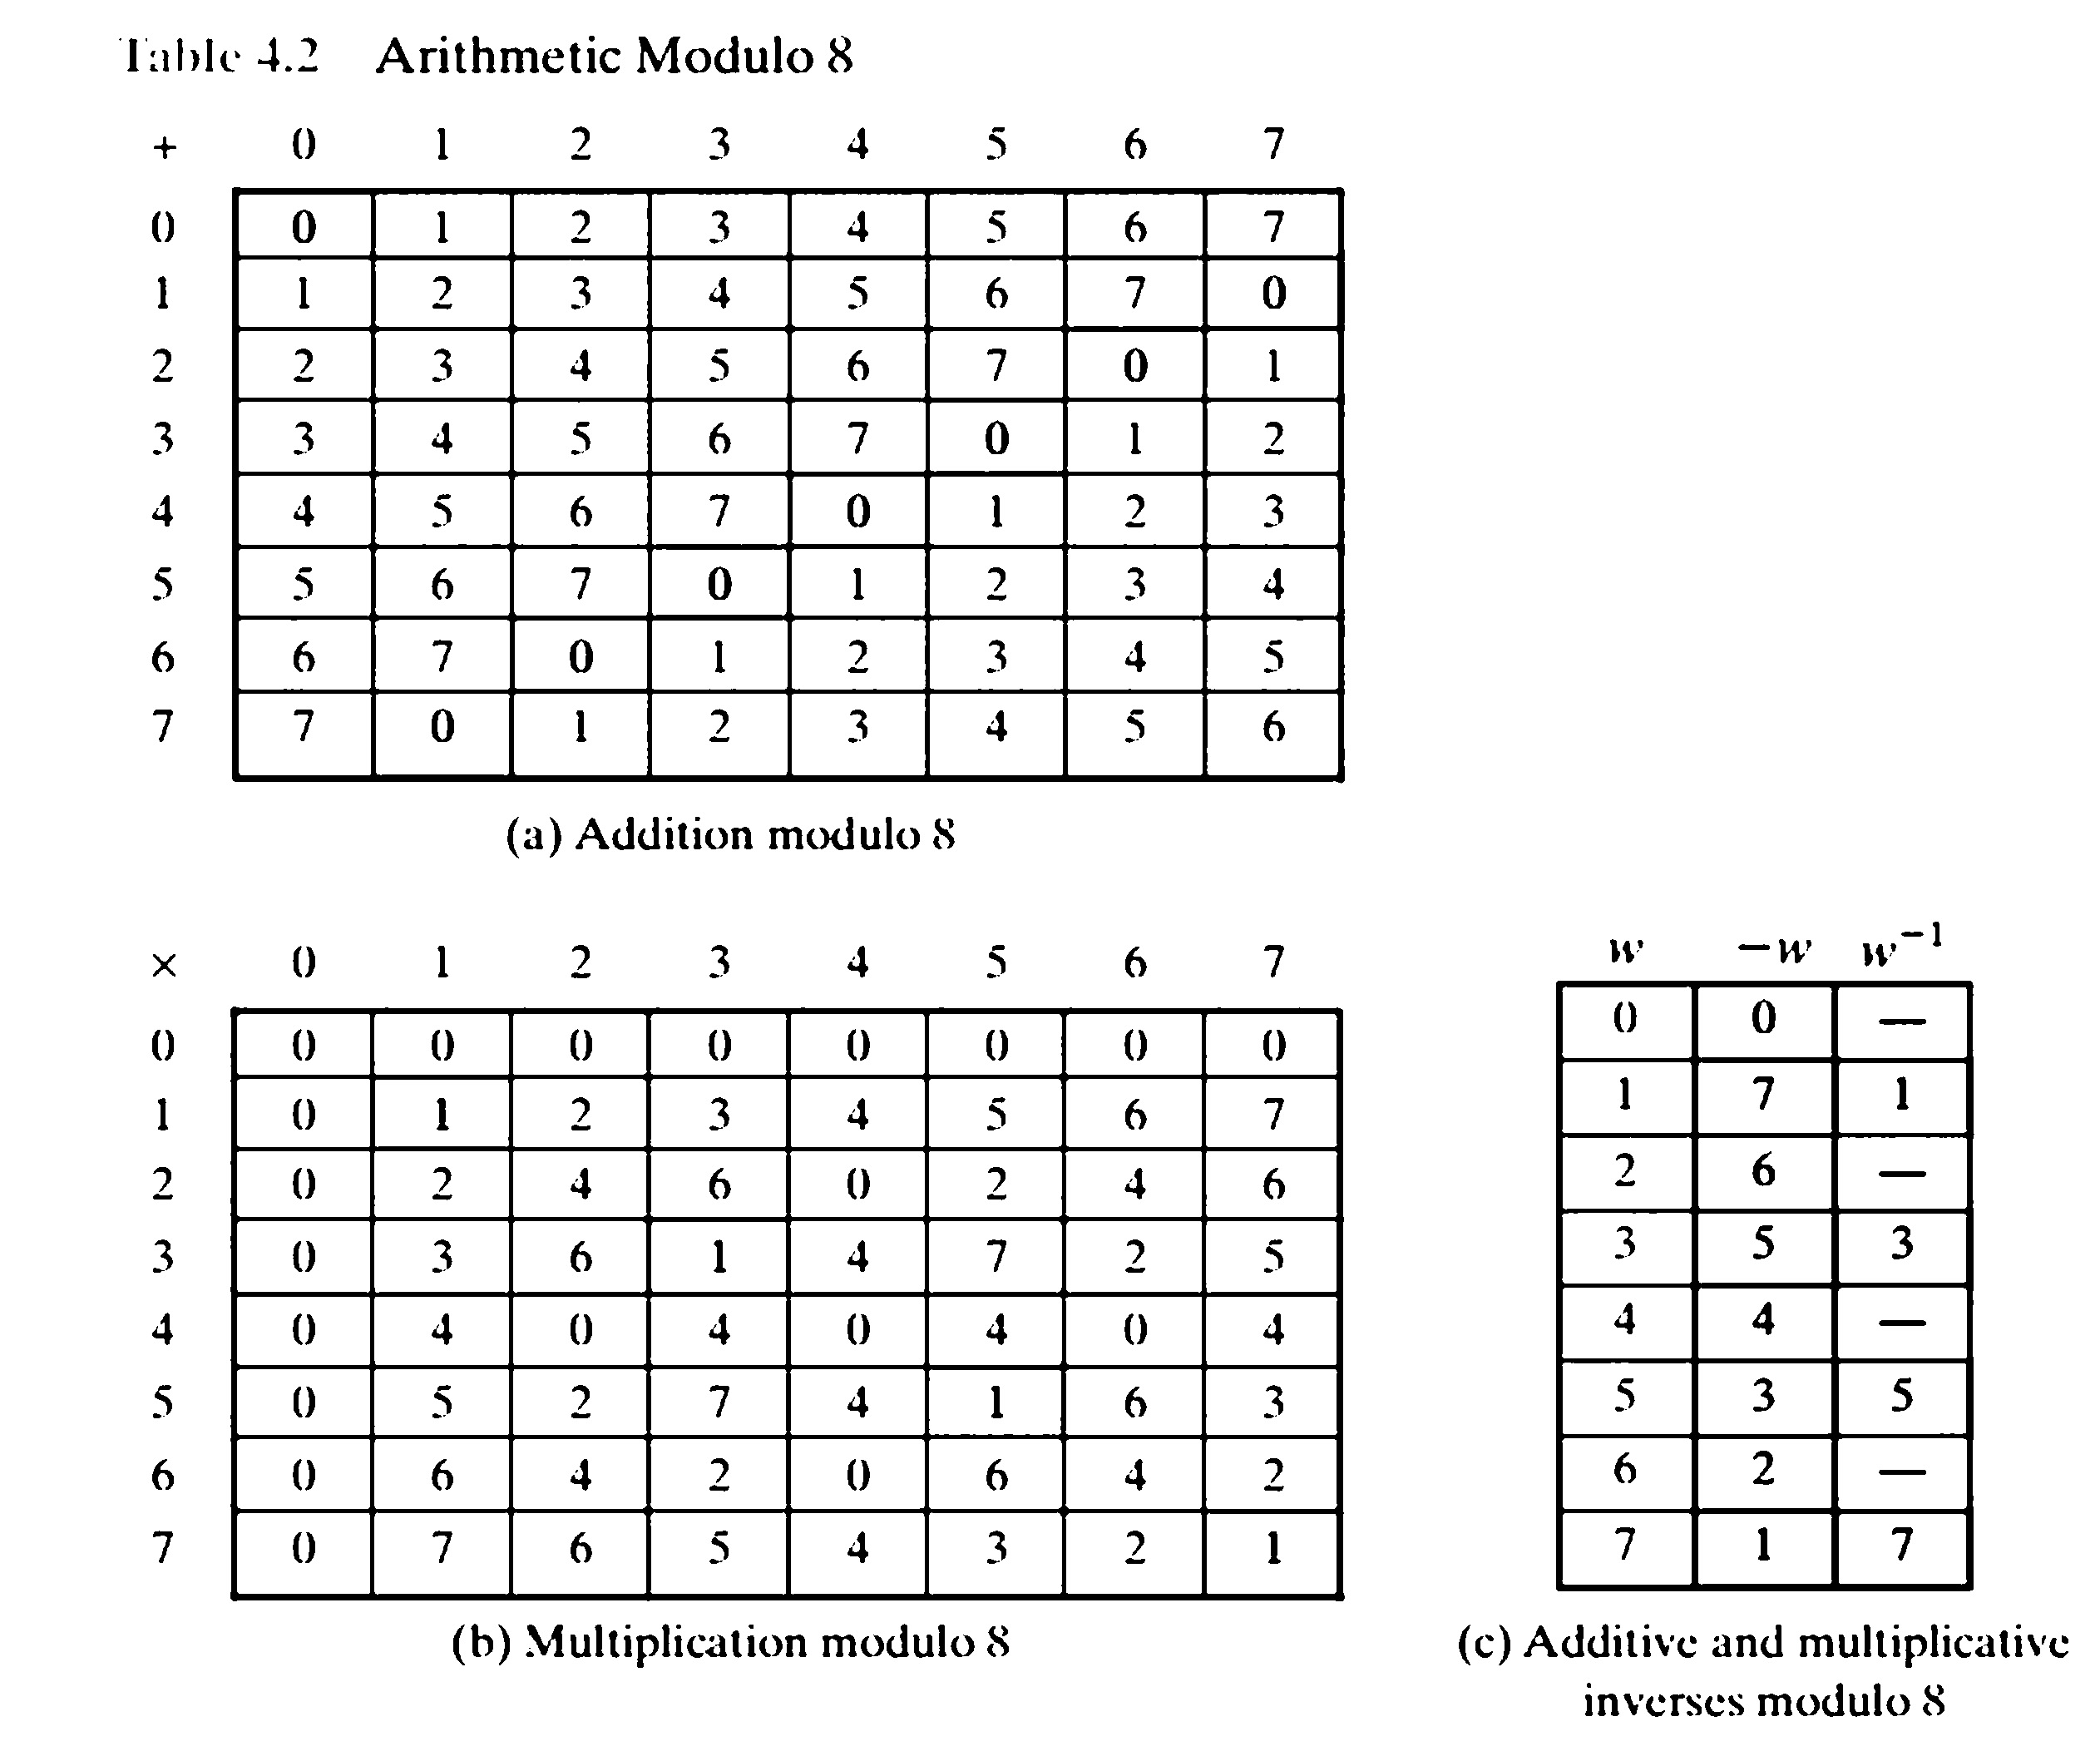 Table 4.2 Arithmetic Modulo 8
+ 0 1 2 3 4 5 6 7
0 0 1 2 3 4 5 6 7
1 1 2 3 4 5 6 7 0
2 2 3 4 5 6 7 0 1
3 3 4 5 6 7 0 1 2
4 4 5 6 7 0 1 2 3
5 5 6 7 0 1 2 3 4
6 6 7 0 1 2 3 4 5
7 7 0 1 2 3 4 5 6
(a) Addition modulo 8
× 0 1 2 3 4 5 6 7
0 0 0 0 0 0 0 0 0
1 0 1 2 3 4 5 6 7
2 0 2 4 6 0 2 4 6
3 0 3 6 1 4 7 2 5
4 0 4 0 4 0 4 0 4
5 0 5 2 7 4 1 6 3
6 0 6 4 2 0 6 4 2
7 0 7 6 5 4 3 2 1
(b) Multiplication modulo 8
w −w w⁻¹
0 0 —
1 7 1
2 6 —
3 5 3
4 4 —
5 3 5
6 2 —
7 1 7
(c) Additive and multiplicative
inverses modulo 8